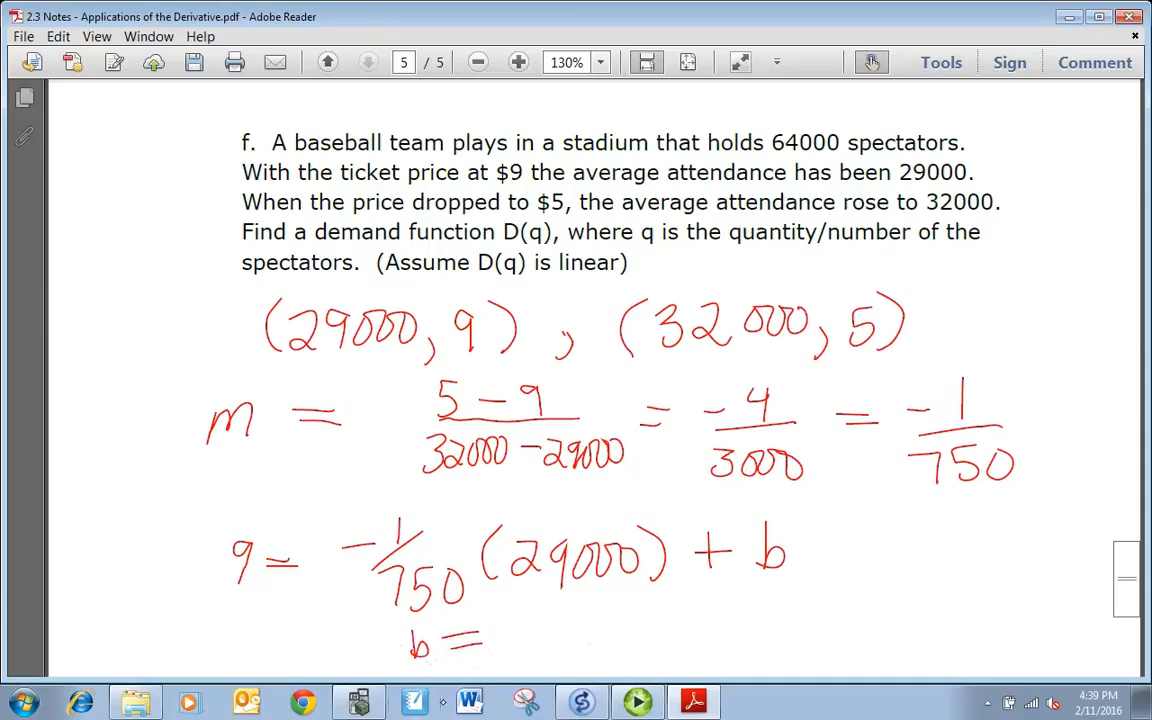 2.3 Notes - Applications of the Derivative.pdf - Adobe Reader
File Edit View Window Help
5 / 5 130% Tools Sign Comment
f. A baseball team plays in a stadium that holds 64000 spectators.
With the ticket price at $9 the average attendance has been 29000.
When the price dropped to $5, the average attendance rose to 32000.
Find a demand function D(q), where q is the quantity/number of the
spectators. (Assume D(q) is linear)
(29000, 9) , (32000, 5)
m = 5 - 9 / 32000 - 29000 = - 4 / 3000 = - 1 / 750
9 = - 1/750 (29000) + b
b =
4:39 PM
2/11/2016